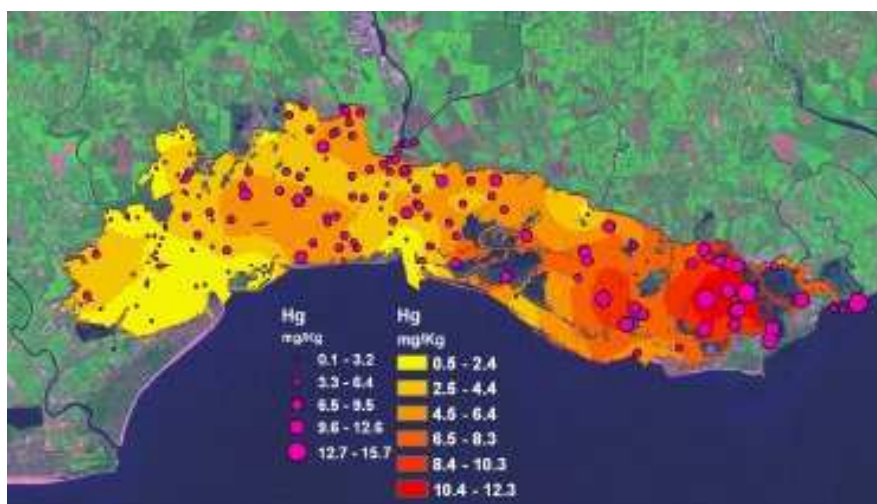 Hg
mg/Kg
0.1 - 3.2
3.3 - 6.4
6.5 - 9.5
9.6 - 12.6
12.7 - 15.7
Hg
mg/Kg
0.5 - 2.4
2.5 - 4.4
4.5 - 6.4
6.5 - 8.3
8.4 - 10.3
10.4 - 12.3